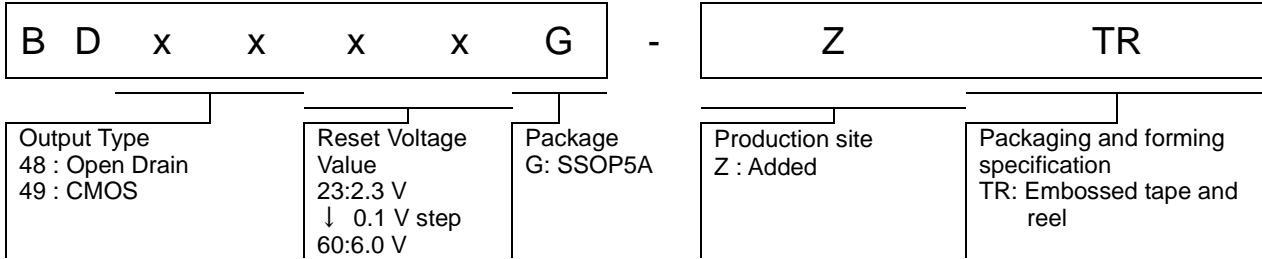 B D x x x x G - Z TR
Output Type
48 : Open Drain
49 : CMOS
Reset Voltage
Value
23:2.3 V
↓ 0.1 V step
60:6.0 V
Package
G: SSOP5A
Production site
Z : Added
Packaging and forming
specification
TR: Embossed tape and
reel